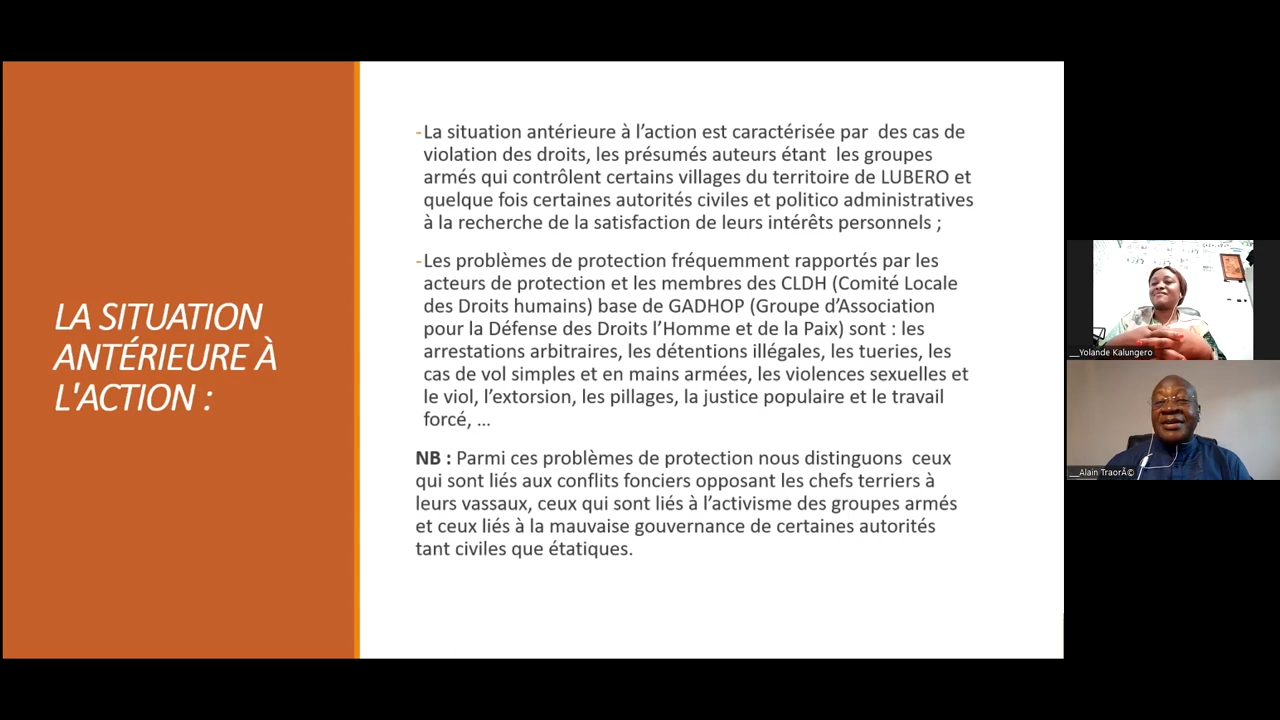 LA SITUATION
ANTÉRIEURE À
L'ACTION :
-La situation antérieure à l’action est caractérisée par  des cas de
violation des droits, les présumés auteurs étant  les groupes
armés qui contrôlent certains villages du territoire de LUBERO et
quelque fois certaines autorités civiles et politico administratives
à la recherche de la satisfaction de leurs intérêts personnels ;
-Les problèmes de protection fréquemment rapportés par les
acteurs de protection et les membres des CLDH (Comité Locale
des Droits humains) base de GADHOP (Groupe d’Association
pour la Défense des Droits l’Homme et de la Paix) sont : les
arrestations arbitraires, les détentions illégales, les tueries, les
cas de vol simples et en mains armées, les violences sexuelles et
le viol, l’extorsion, les pillages, la justice populaire et le travail
forcé, ...
NB : Parmi ces problèmes de protection nous distinguons  ceux
qui sont liés aux conflits fonciers opposant les chefs terriers à
leurs vassaux, ceux qui sont liés à l’activisme des groupes armés
et ceux liés à la mauvaise gouvernance de certaines autorités
tant civiles que étatiques.
__Yolande Kalungero
__Alain TraorÃ©